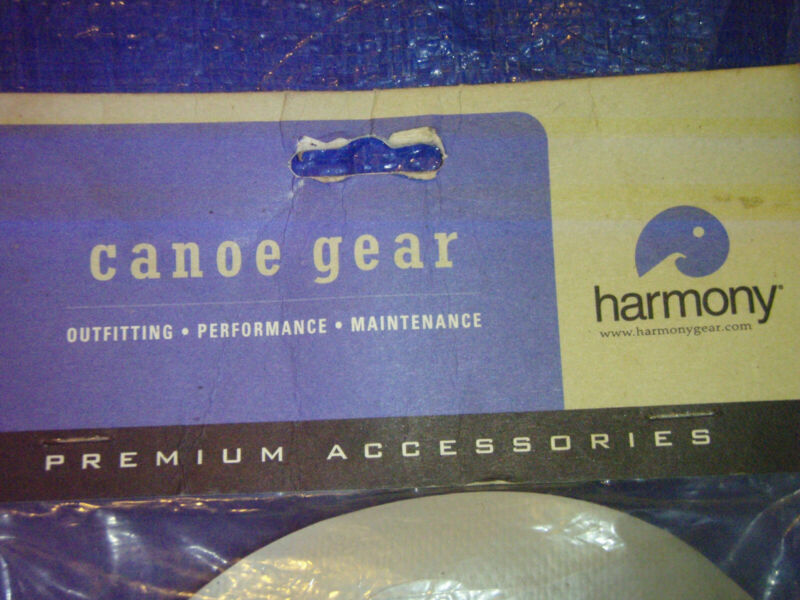 canoe gear
OUTFITTING • PERFORMANCE • MAINTENANCE
harmony
www.harmonygear.com
PREMIUM ACCESSORIES